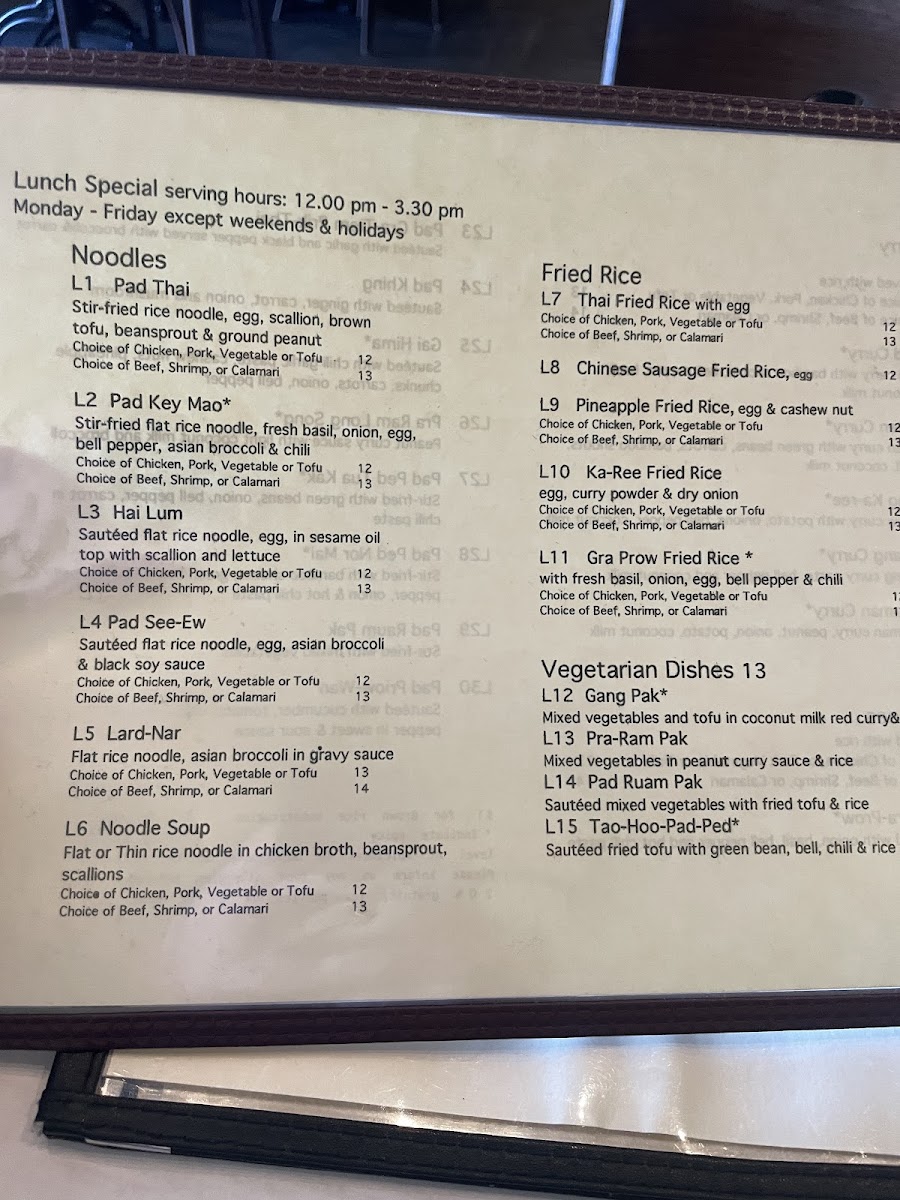 Lunch Special serving hours: 12.00 pm - 3.30 pm
Monday - Friday except weekends & holidays
Noodles
L1 Pad Thai
Stir-fried rice noodle, egg, scallion, brown
tofu, beansprout & ground peanut
Choice of Chicken, Pork, Vegetable or Tofu 12
Choice of Beef, Shrimp, or Calamari 13
L2 Pad Key Mao*
Stir-fried flat rice noodle, fresh basil, onion, egg,
bell pepper, asian broccoli & chili
Choice of Chicken, Pork, Vegetable or Tofu 12
Choice of Beef, Shrimp, or Calamari 13
L3 Hai Lum
Sautéed flat rice noodle, egg, in sesame oil
top with scallion and lettuce
Choice of Chicken, Pork, Vegetable or Tofu 12
Choice of Beef, Shrimp, or Calamari 13
L4 Pad See-Ew
Sautéed flat rice noodle, egg, asian broccoli
& black soy sauce
Choice of Chicken, Pork, Vegetable or Tofu 12
Choice of Beef, Shrimp, or Calamari 13
L5 Lard-Nar
Flat rice noodle, asian broccoli in gravy sauce
Choice of Chicken, Pork, Vegetable or Tofu 13
Choice of Beef, Shrimp, or Calamari 14
L6 Noodle Soup
Flat or Thin rice noodle in chicken broth, beansprout,
scallions
Choice of Chicken, Pork, Vegetable or Tofu 12
Choice of Beef, Shrimp, or Calamari 13
Fried Rice
L7 Thai Fried Rice with egg
Choice of Chicken, Pork, Vegetable or Tofu 12
Choice of Beef, Shrimp, or Calamari 13
L8 Chinese Sausage Fried Rice, egg 12
L9 Pineapple Fried Rice, egg & cashew nut
Choice of Chicken, Pork, Vegetable or Tofu 12
Choice of Beef, Shrimp, or Calamari 13
L10 Ka-Ree Fried Rice
egg, curry powder & dry onion
Choice of Chicken, Pork, Vegetable or Tofu 12
Choice of Beef, Shrimp, or Calamari 13
L11 Gra Prow Fried Rice *
with fresh basil, onion, egg, bell pepper & chili
Choice of Chicken, Pork, Vegetable or Tofu
Choice of Beef, Shrimp, or Calamari
Vegetarian Dishes 13
L12 Gang Pak*
Mixed vegetables and tofu in coconut milk red curry&
L13 Pra-Ram Pak
Mixed vegetables in peanut curry sauce & rice
L14 Pad Ruam Pak
Sautéed mixed vegetables with fried tofu & rice
L15 Tao-Hoo-Pad-Ped*
Sautéed fried tofu with green bean, bell, chili & rice